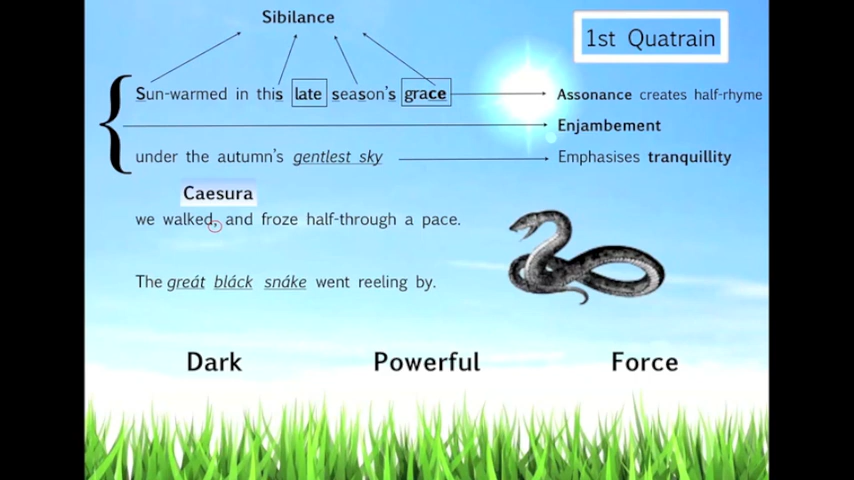 Sibilance
1st Quatrain
Sun-warmed in this late season's grace
Assonance creates half-rhyme
Enjambement
under the autumn's gentlest sky
Emphasises tranquillity
Caesura
we walked, and froze half-through a pace.
The greát bláck snáke went reeling by.
Dark Powerful Force